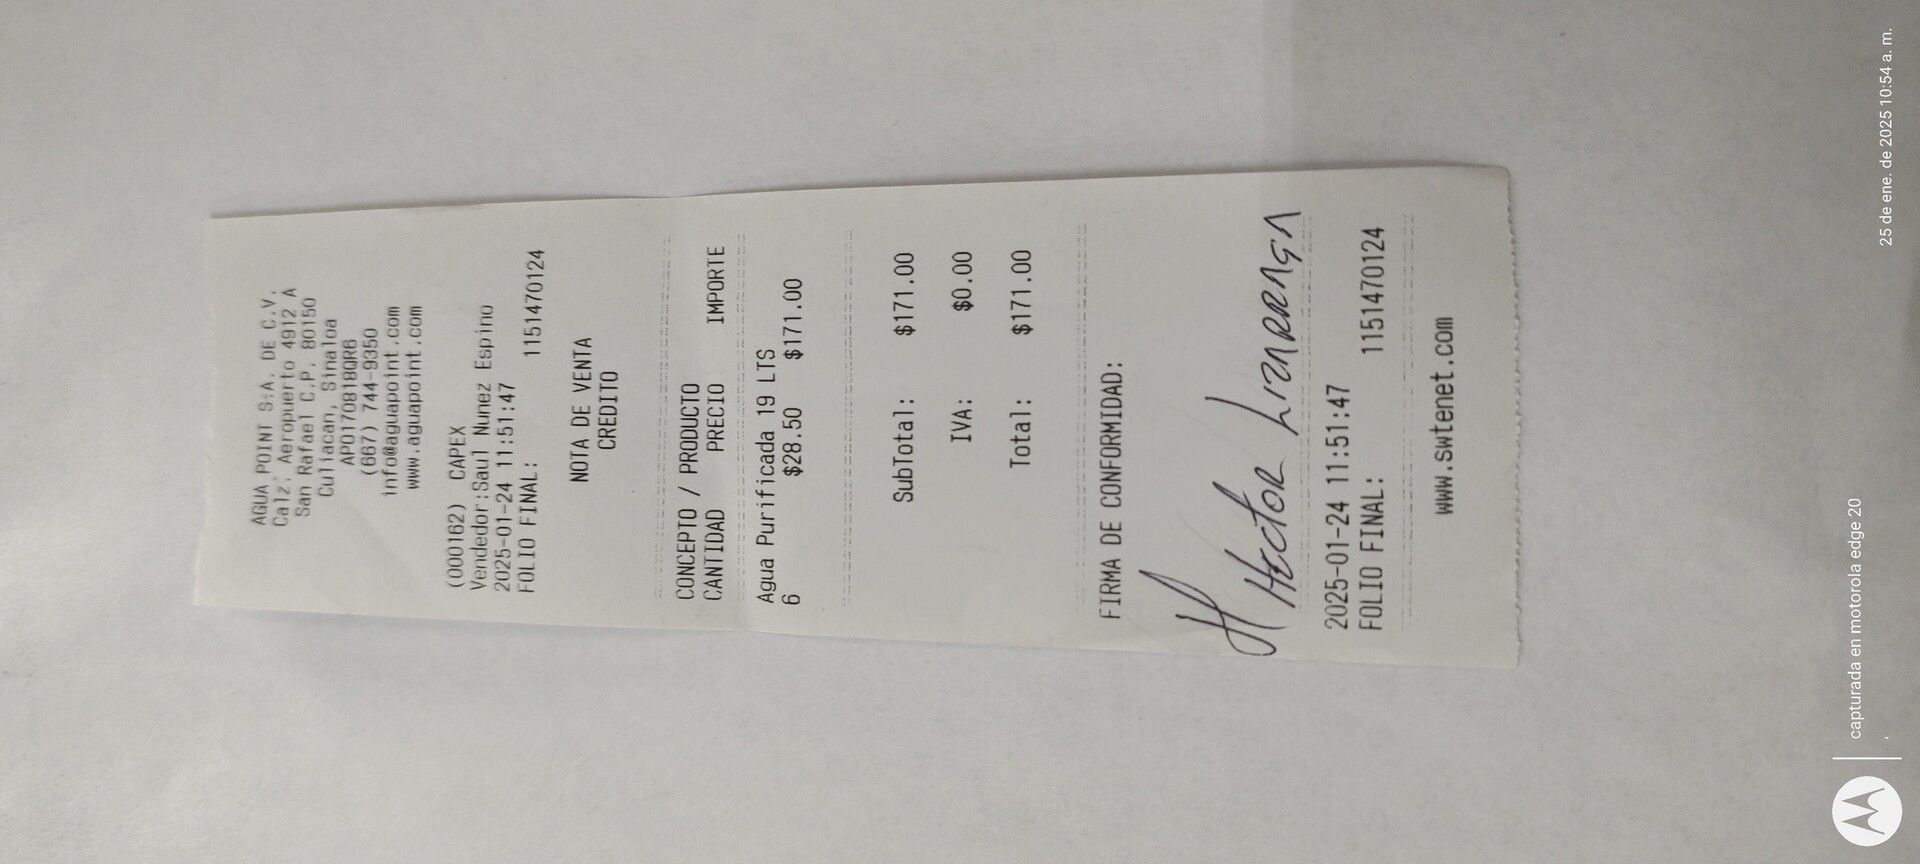 AGUA POINT S.A. DE C.V.
Calz. Aeropuerto 4912 A
San Rafael C.P. 80150
Culiacan, Sinaloa
APO170818QR6
(667) 744-9350
info@aguapoint.com
www.aguapoint.com
(000162) CAPEX
Vendedor:Saul Nunez Espino
2025-01-24 11:51:47
FOLIO FINAL: 1151470124
NOTA DE VENTA
CREDITO
CONCEPTO / PRODUCTO
CANTIDAD PRECIO IMPORTE
Agua Purificada 19 LTS
6 $28.50 $171.00
SubTotal: $171.00
IVA: $0.00
Total: $171.00
FIRMA DE CONFORMIDAD:
Hector Lizarraga
2025-01-24 11:51:47
FOLIO FINAL: 1151470124
www.swtenet.com
capturada en motorola edge 20
25 de ene. de 2025 10:54 a. m.